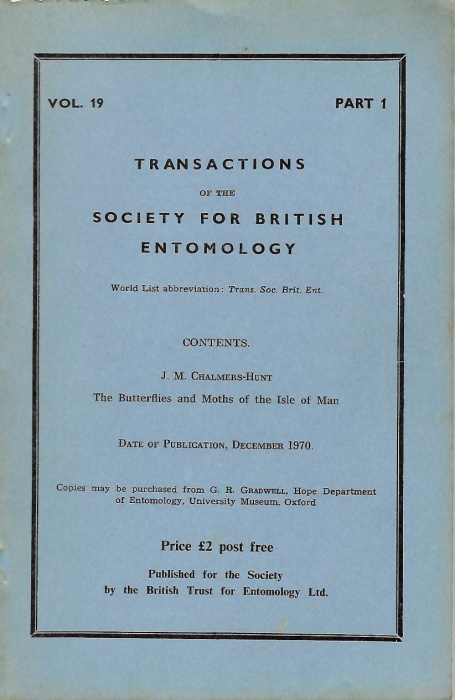 VOL. 19 PART 1
TRANSACTIONS
OF THE
SOCIETY FOR BRITISH
ENTOMOLOGY
World List abbreviation: Trans. Soc. Brit. Ent.
CONTENTS.
J. M. CHALMERS-HUNT
The Butterflies and Moths of the Isle of Man
DATE OF PUBLICATION, DECEMBER 1970.
Copies may be purchased from G. R. GRADWELL, Hope Department
of Entomology, University Museum, Oxford
Price £2 post free
Published for the Society
by the British Trust for Entomology Ltd.